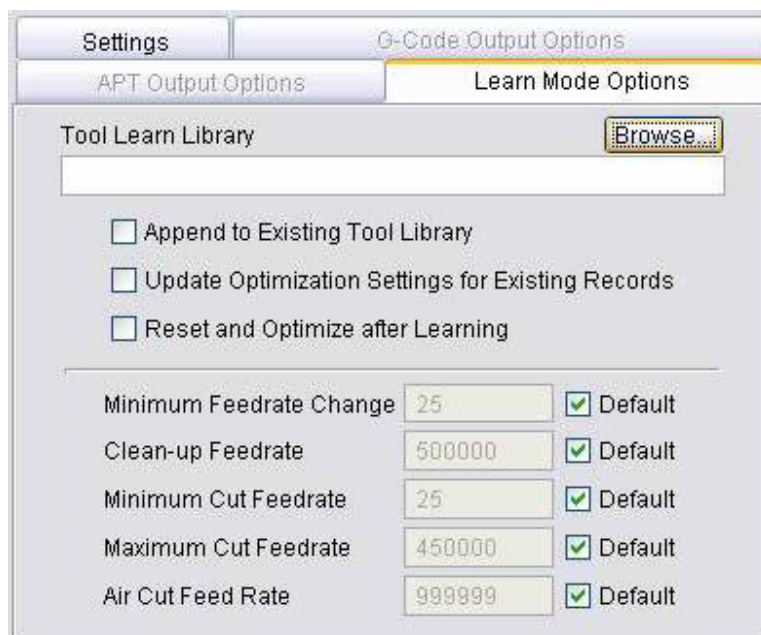 Settings
G-Code Output Options
APT Output Options
Learn Mode Options
Tool Learn Library
Browse...
Append to Existing Tool Library
Update Optimization Settings for Existing Records
Reset and Optimize after Learning
Minimum Feedrate Change 25 Default
Clean-up Feedrate 500000 Default
Minimum Cut Feedrate 25 Default
Maximum Cut Feedrate 450000 Default
Air Cut Feed Rate 999999 Default